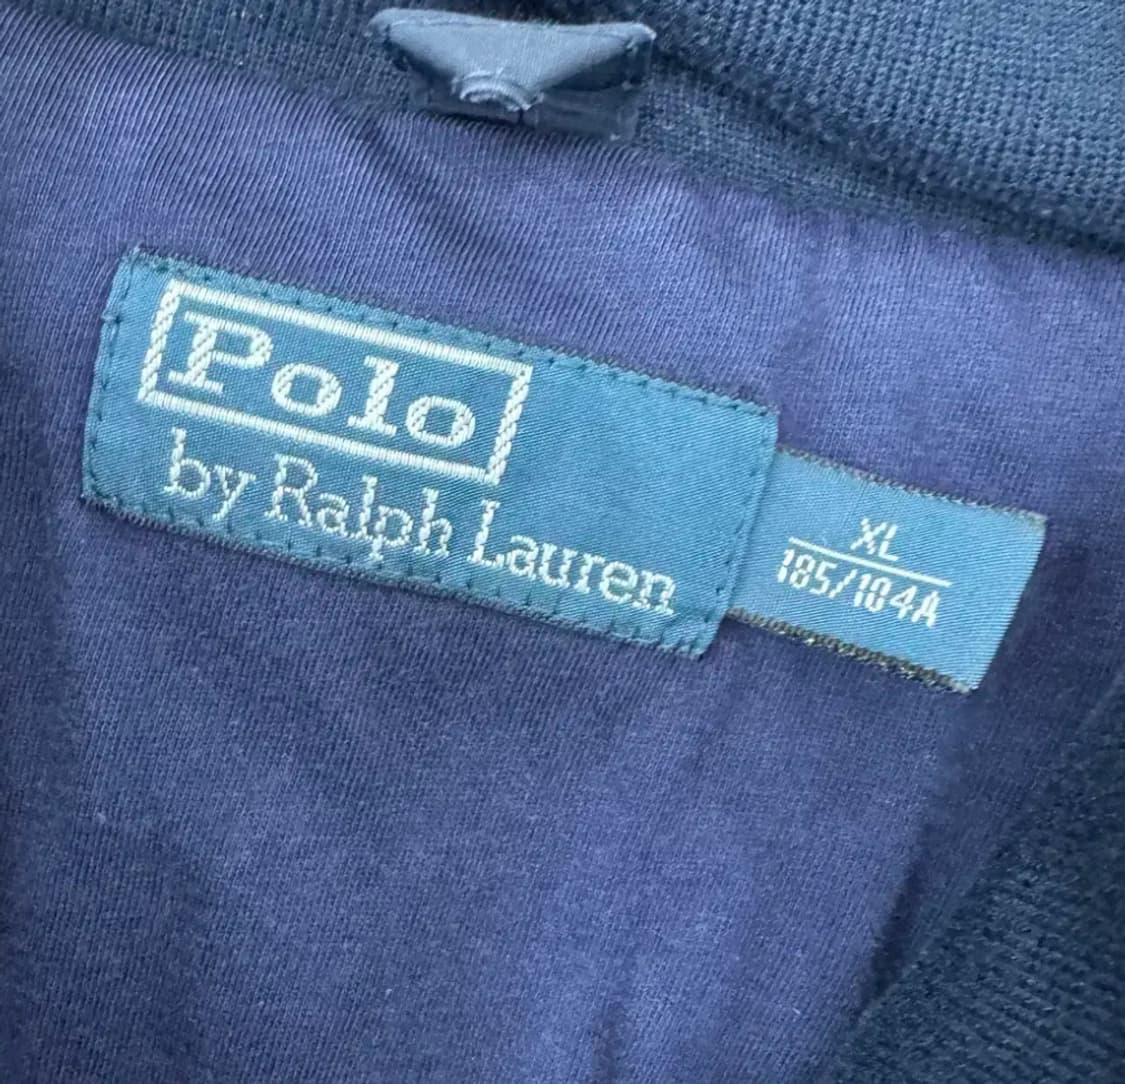 Polo
by Ralph Lauren
XL
185/104A